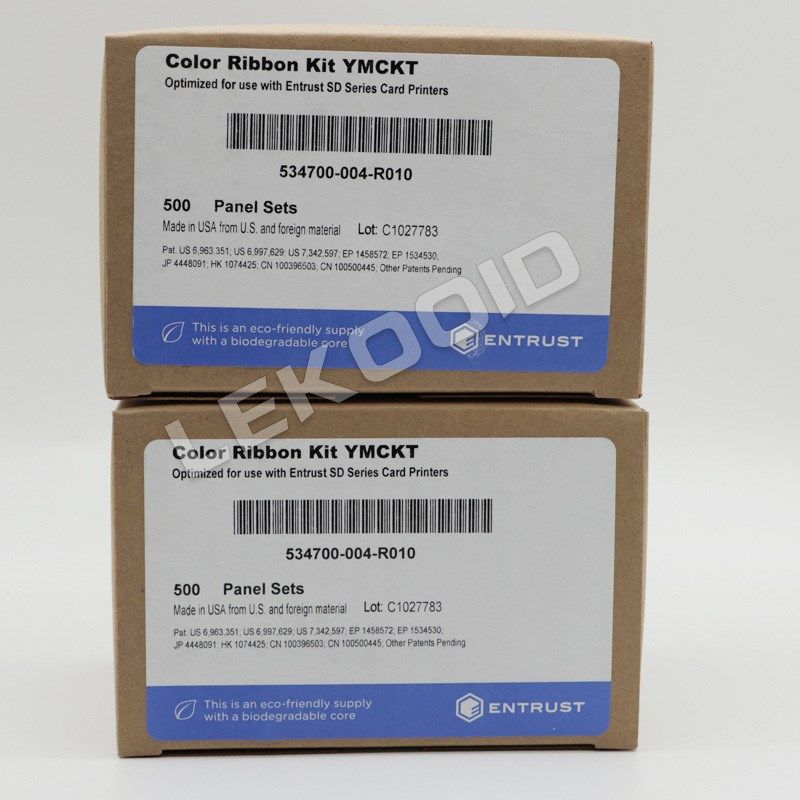 Color Ribbon Kit YMCKT
Optimized for use with Entrust SD Series Card Printers
534700-004-R010
500 Panel Sets
Made in USA from U.S. and foreign material Lot: C1027783
Pat. US 6,963,351; US 6,997,629; US 7,342,597; EP 1458572; EP 1534530;
JP 4448091; HK 1074425; CN 100396503; CN 100500445; Other Patents Pending
This is an eco-friendly supply
with a biodegradable core
ENTRUST
LEKOOID
Color Ribbon Kit YMCKT
Optimized for use with Entrust SD Series Card Printers
534700-004-R010
500 Panel Sets
Made in USA from U.S. and foreign material Lot: C1027783
Pat. US 6,963,351; US 6,997,629; US 7,342,597; EP 1458572; EP 1534530;
JP 4448091; HK 1074425; CN 100396503; CN 100500445; Other Patents Pending
This is an eco-friendly supply
with a biodegradable core
ENTRUST